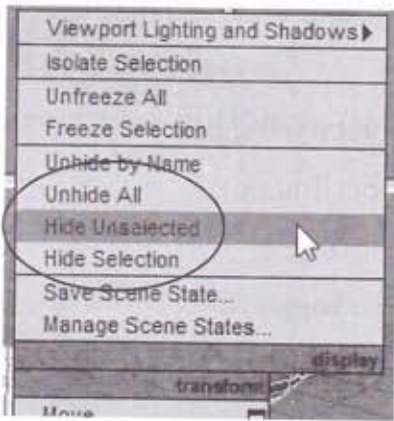 Viewport Lighting and Shadows
Isolate Selection
Unfreeze All
Freeze Selection
Unhide by Name
Unhide All
Hide Unselected
Hide Selection
Save Scene State...
Manage Scene States...
display
transform
Move